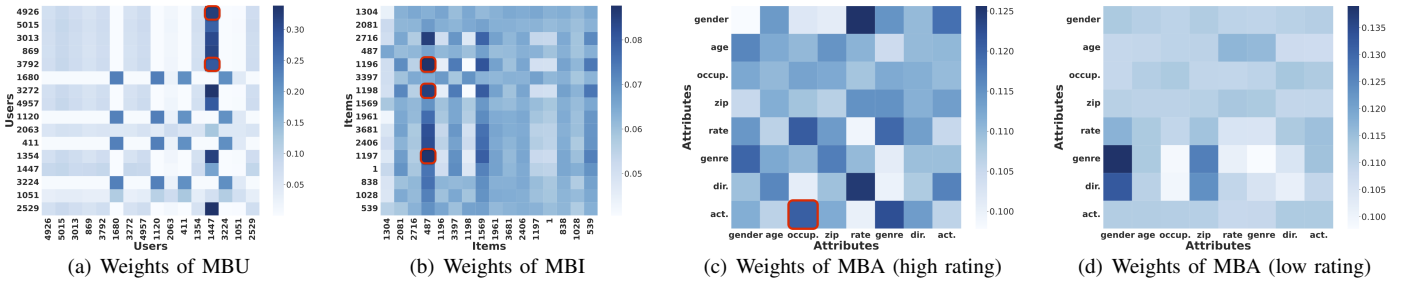 4926
5015
3013
869
3792
1680
3272
4957
1120
2063
411
1354
1447
3224
1051
2529
Users
4926 5015 3013 869 3792 1680 3272 4957 1120 2063 411 1354 1447 3224 1051 2529
Users
0.30
0.25
0.20
0.15
0.10
0.05
(a) Weights of MBU
1304
2081
2716
487
1196
3397
1198
1569
1961
3681
2406
1197
1
838
1028
539
Items
1304 2081 2716 487 1196 3397 1198 1569 1961 3681 2406 1197 1 838 1028 539
Items
0.08
0.07
0.06
0.05
(b) Weights of MBI
gender
age
occup.
zip
rate
genre
dir.
act.
Attributes
gender age occup. zip rate genre dir. act.
Attributes
0.125
0.120
0.115
0.110
0.105
0.100
(c) Weights of MBA (high rating)
gender
age
occup.
zip
rate
genre
dir.
act.
Attributes
gender age occup. zip rate genre dir. act.
Attributes
0.135
0.130
0.125
0.120
0.115
0.110
0.105
0.100
(d) Weights of MBA (low rating)